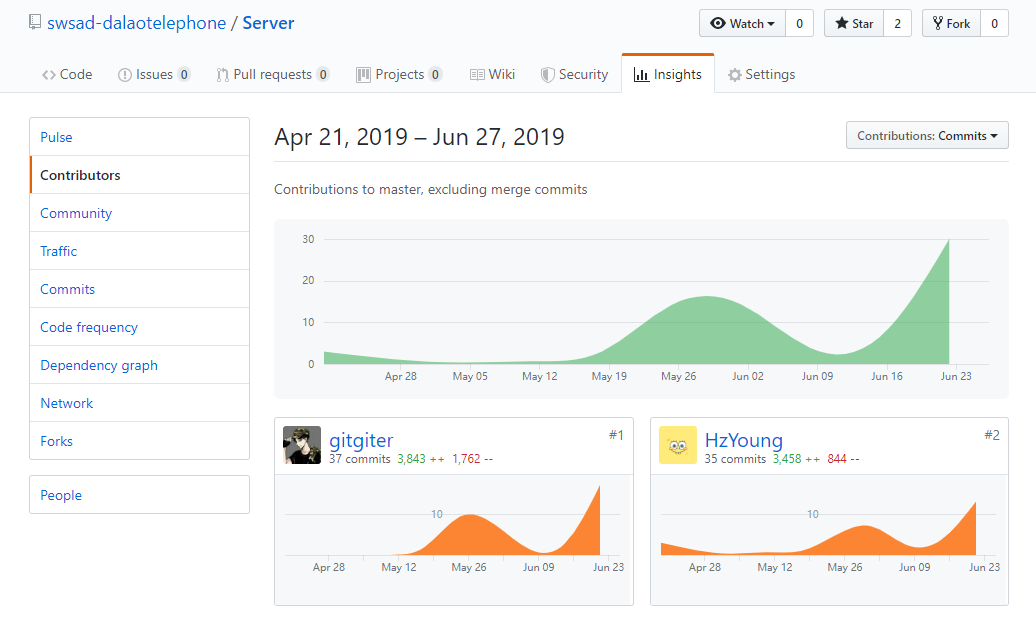 swsad-dalaotelephone / Server
Watch 0 Star 2 Fork 0
Code Issues 0 Pull requests 0 Projects 0 Wiki Security Insights Settings
Pulse
Contributors
Community
Traffic
Commits
Code frequency
Dependency graph
Network
Forks
People
Apr 21, 2019 – Jun 27, 2019
Contributions: Commits
Contributions to master, excluding merge commits
30
20
10
0
Apr 28 May 05 May 12 May 19 May 26 Jun 02 Jun 09 Jun 16 Jun 23
gitgiter #1
37 commits 3,843 ++ 1,762 --
10
Apr 28 May 12 May 26 Jun 09 Jun 23
HzYoung #2
35 commits 3,458 ++ 844 --
10
Apr 28 May 12 May 26 Jun 09 Jun 23